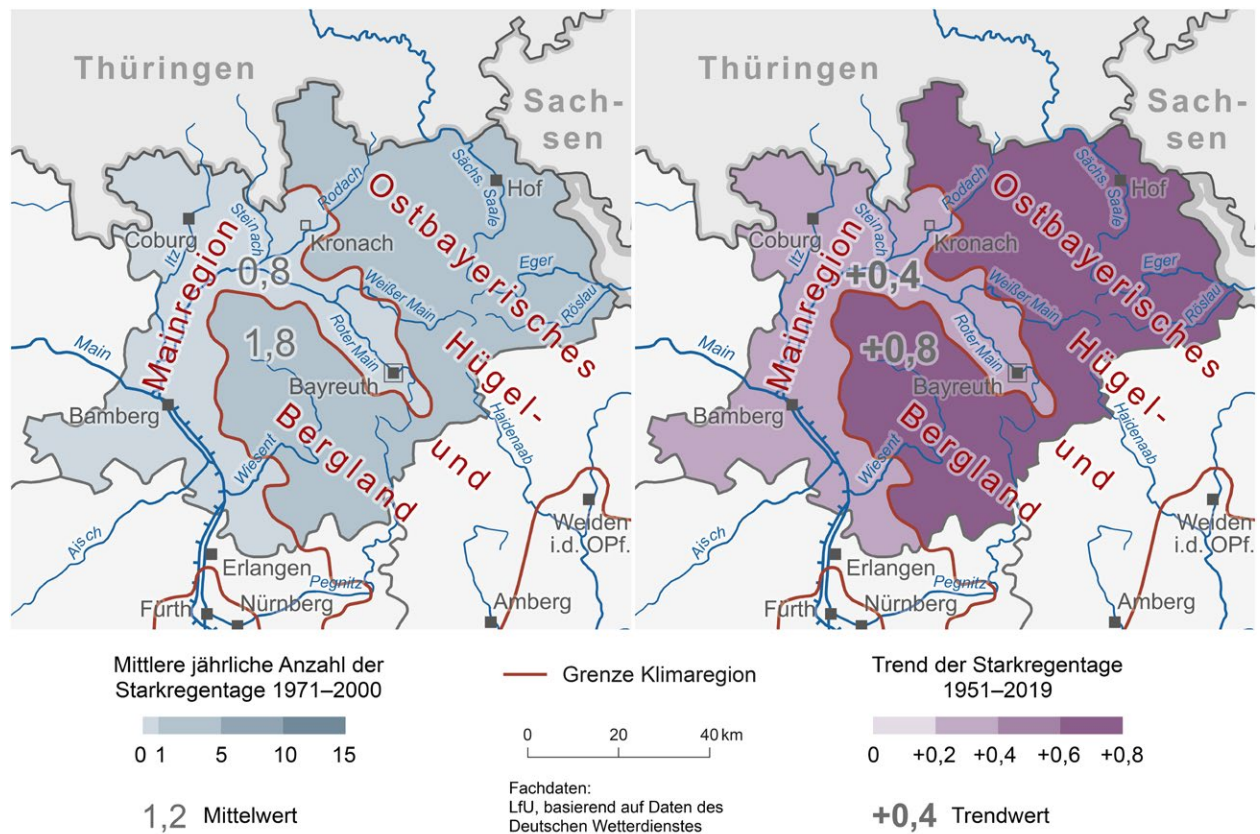 Thüringen
Sach-
sen
Ostbayerisches
Hügel-
und
Bergland
Mainregion
Sächs. Saale
Hof
Rodach
Steinach
Kronach
Coburg
Itz
0,8
Eger
Röslau
Weißer Main
Roter Main
1,8
Main
Bayreuth
Bamberg
Haidenaab
Wiesent
Aisch
Weiden
i.d. OPf.
Erlangen
Pegnitz
Fürth
Nürnberg
Amberg
Thüringen
Sach-
sen
Ostbayerisches
Hügel-
und
Bergland
Mainregion
Sächs. Saale
Hof
Rodach
Steinach
Kronach
Coburg
Itz
+0,4
Eger
Röslau
Weißer Main
Roter Main
+0,8
Main
Bayreuth
Bamberg
Haidenaab
Wiesent
Aisch
Weiden
i.d. OPf.
Erlangen
Pegnitz
Fürth
Nürnberg
Amberg
Mittlere jährliche Anzahl der
Starkregentage 1971–2000
0 1 5 10 15
1,2 Mittelwert
Grenze Klimaregion
0 20 40 km
Fachdaten:
LfU, basierend auf Daten des
Deutschen Wetterdienstes
Trend der Starkregentage
1951–2019
0 +0,2 +0,4 +0,6 +0,8
+0,4 Trendwert